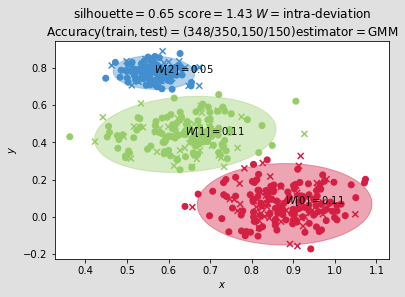 silhouette = 0.65 score = 1.43 W = intra-deviation
Accuracy(train, test) = (348/350, 150/150)estimator = GMM
0.8
W[2] = 0.05
0.6
W[1] = 0.11
0.4
y
0.2
W[0] = 0.11
0.0
−0.2
0.4 0.5 0.6 0.7 0.8 0.9 1.0 1.1
x